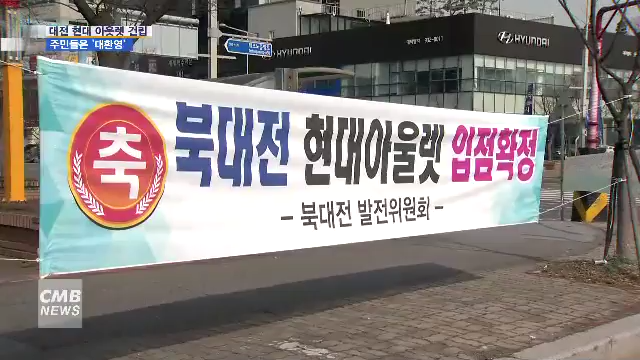 대전 현대 아웃렛 건립
주민들은 '대환영'
HYUNDAI
HYUNDAI
축
북대전 현대아울렛 입점확정
– 북대전 발전위원회 –
CMB
NEWS